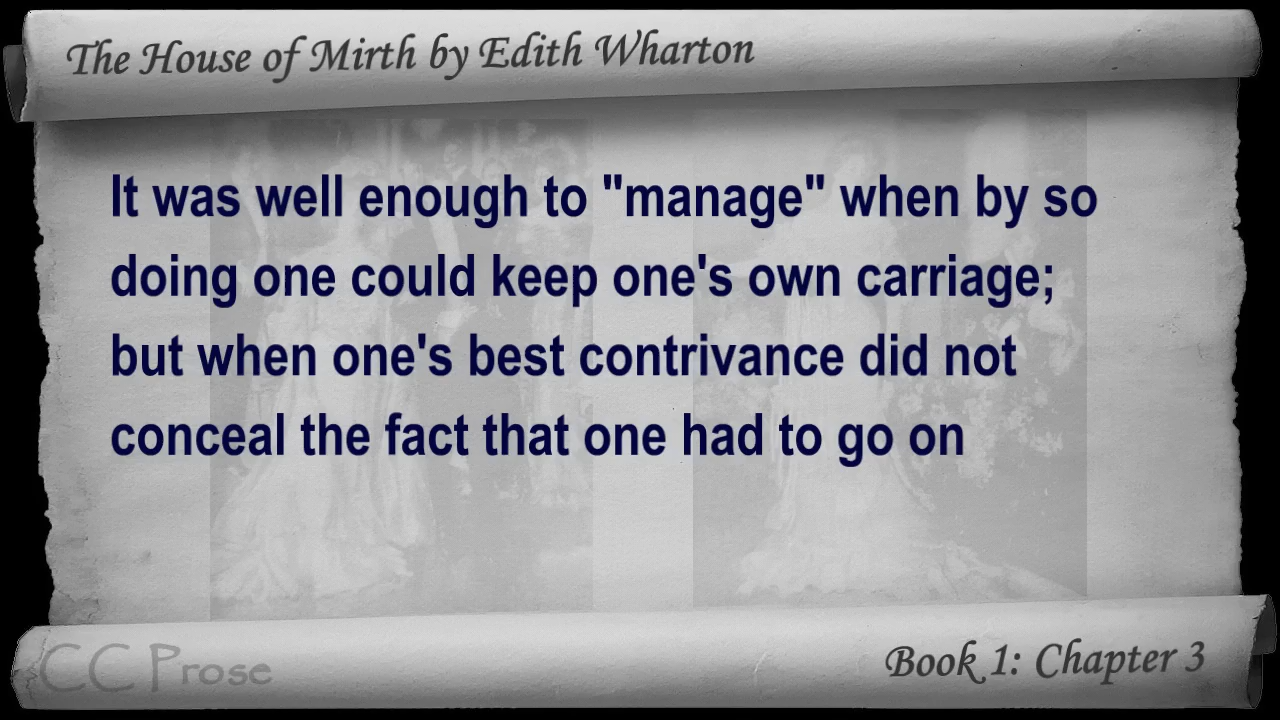 The House of Mirth by Edith Wharton
It was well enough to "manage" when by so
doing one could keep one's own carriage;
but when one's best contrivance did not
conceal the fact that one had to go on
CC Prose
Book 1: Chapter 3